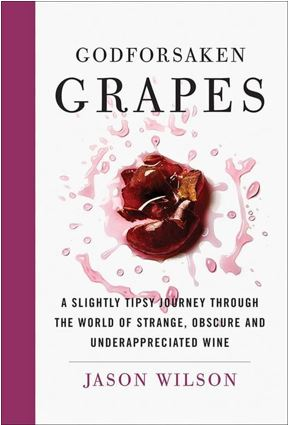 GODFORSAKEN
GRAPES
A SLIGHTLY TIPSY JOURNEY THROUGH
THE WORLD OF STRANGE, OBSCURE AND
UNDERAPPRECIATED WINE
JASON WILSON